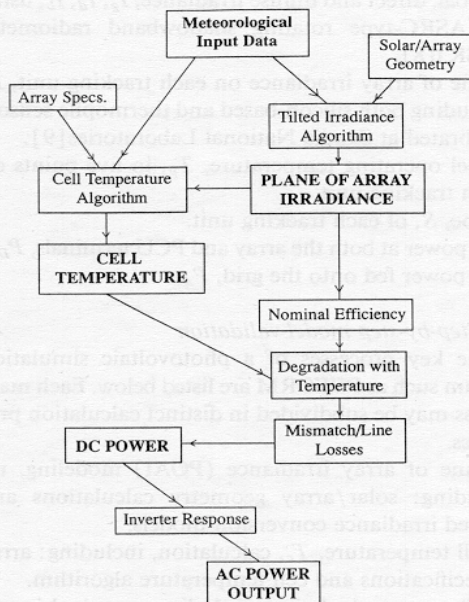 Meteorological
Input Data
Solar/Array
Geometry
Array Specs.
Tilted Irradiance
Algorithm
Cell Temperature
Algorithm
PLANE OF ARRAY
IRRADIANCE
CELL
TEMPERATURE
Nominal Efficiency
Degradation with
Temperature
Mismatch/Line
Losses
DC POWER
Inverter Response
AC POWER
OUTPUT